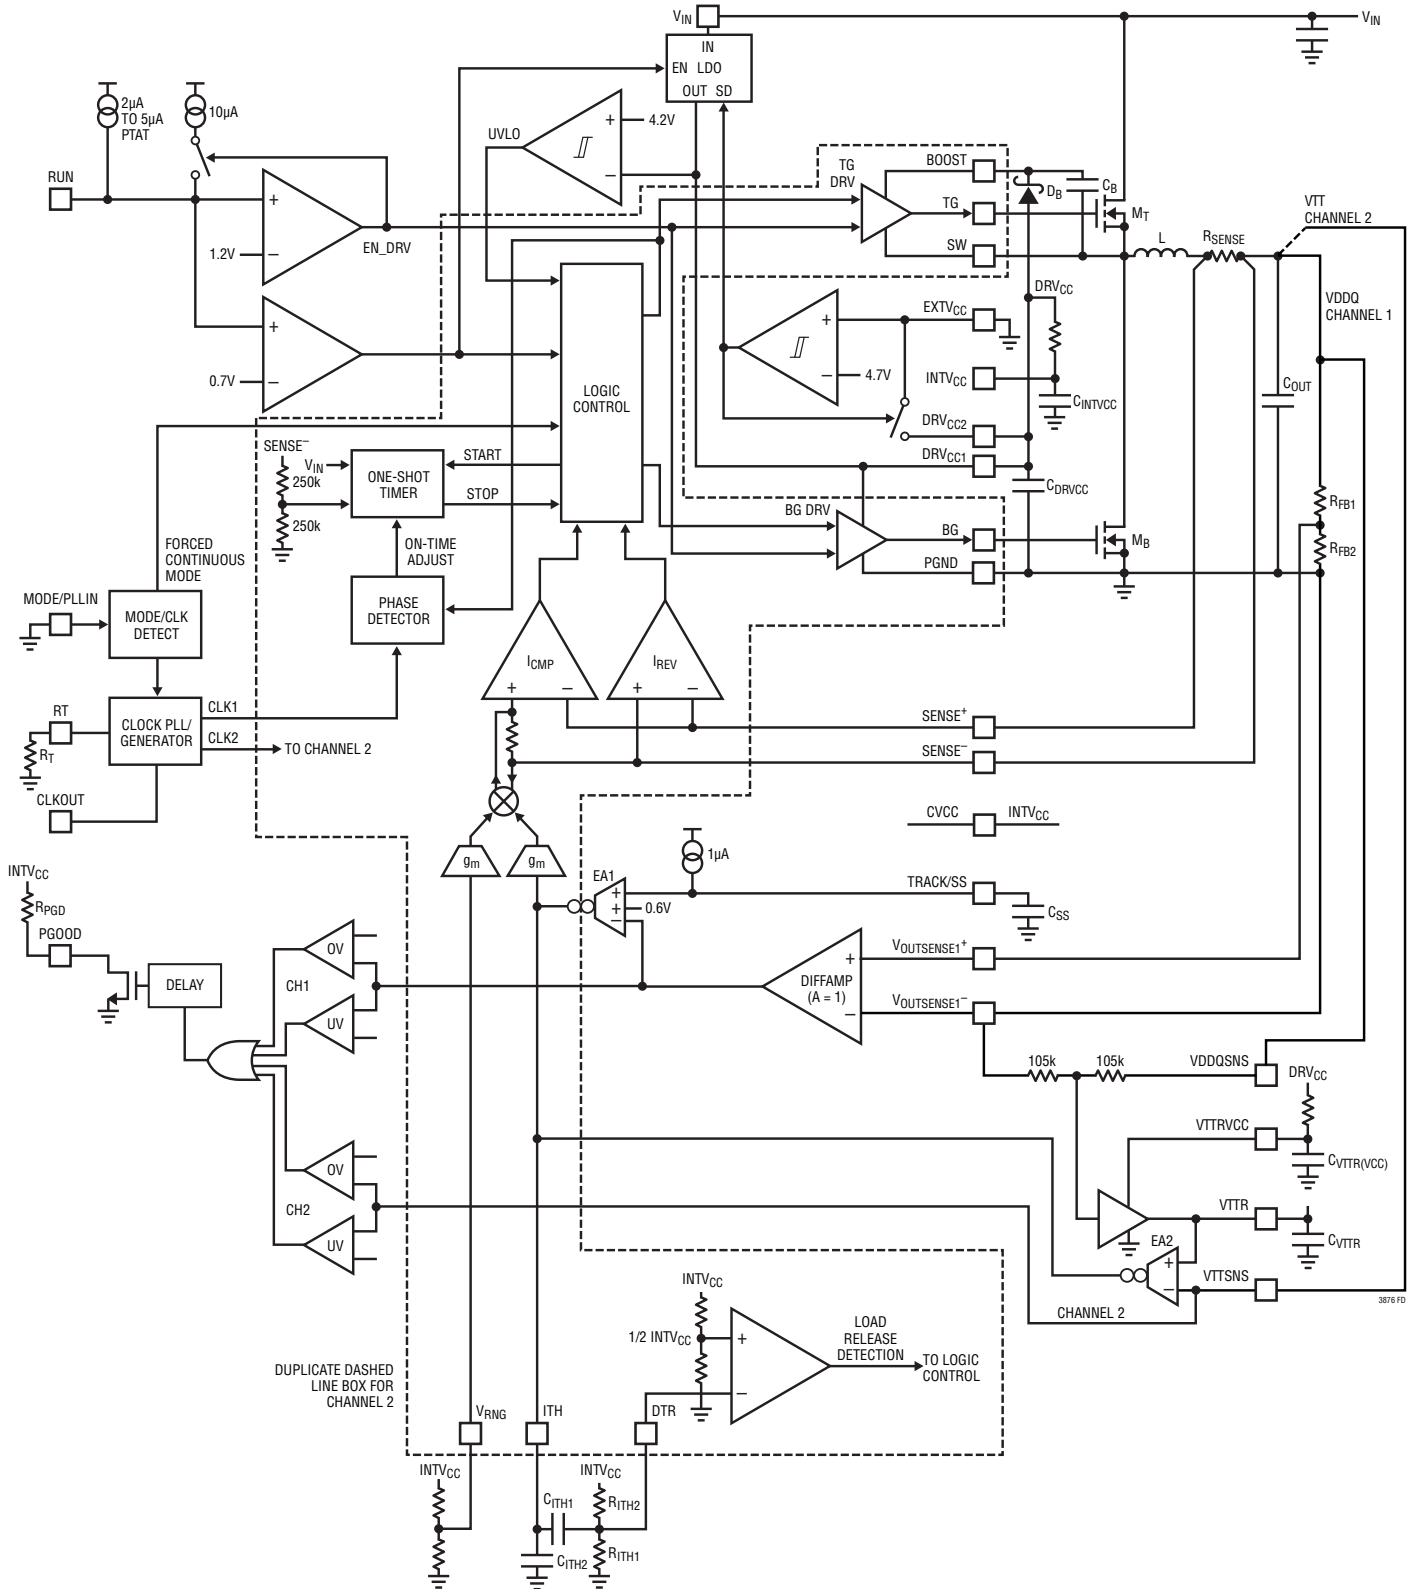 VIN
VIN
IN
EN LDO
OUT SD
2µA
TO 5µA
PTAT
10µA
UVLO
+
4.2V
–
RUN
+
1.2V
–
EN_DRV
TG
DRV
BOOST
DB
CB
TG
MT
SW
L
RSENSE
VTT
CHANNEL 2
VDDQ
CHANNEL 1
+
0.7V
–
LOGIC
CONTROL
DRVCC
EXTVCC
+
–
4.7V
INTVCC
CINTVCC
COUT
DRVCC2
DRVCC1
CDRVCC
SENSE–
VIN
250k
250k
ONE-SHOT
TIMER
START
STOP
BG DRV
BG
MB
PGND
RFB1
RFB2
FORCED
CONTINUOUS
MODE
ON-TIME
ADJUST
MODE/PLLIN
MODE/CLK
DETECT
PHASE
DETECTOR
ICMP
+
–
IREV
+
–
RT
RT
CLOCK PLL/
GENERATOR
CLK1
CLK2
TO CHANNEL 2
CLKOUT
SENSE+
SENSE–
CVCC
INTVCC
gm
gm
1µA
EA1
+
+
–
0.6V
TRACK/SS
CSS
INTVCC
RPGD
PGOOD
DELAY
OV
CH1
UV
DIFFAMP
(A = 1)
+
–
VOUTSENSE1+
VOUTSENSE1–
105k
105k
VDDQSNS
DRVCC
VTTRVCC
CVTTR(VCC)
OV
CH2
UV
VTTR
CVTTR
EA2
+
–
VTTSNS
CHANNEL 2
3876 FD
INTVCC
1/2 INTVCC
+
–
LOAD
RELEASE
DETECTION
TO LOGIC
CONTROL
DUPLICATE DASHED
LINE BOX FOR
CHANNEL 2
VRNG
ITH
DTR
INTVCC
CITH1
INTVCC
RITH2
CITH2
RITH1